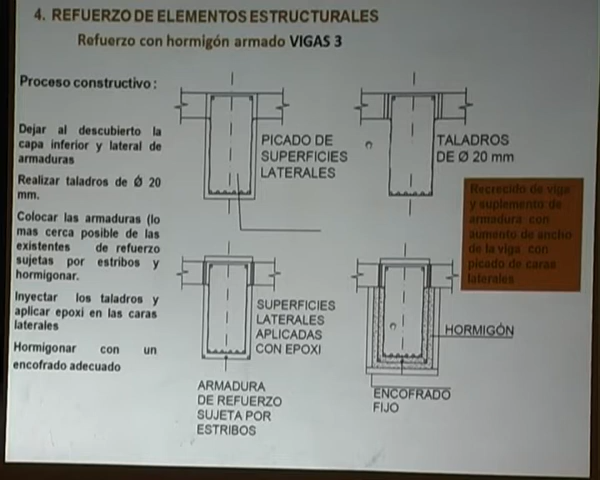 4. REFUERZO DE ELEMENTOS ESTRUCTURALES
Refuerzo con hormigón armado VIGAS 3
Proceso constructivo :
Dejar al descubierto la
capa inferior y lateral de
armaduras
Realizar taladros de Ø 20
mm.
Colocar las armaduras (lo
mas cerca posible de las
existentes de refuerzo
sujetas por estribos y
hormigonar.
Inyectar los taladros y
aplicar epoxi en las caras
laterales
Hormigonar con un
encofrado adecuado
PICADO DE
SUPERFICIES
LATERALES
TALADROS
DE Ø 20 mm
Recrecido de viga
y suplemento de
armadura con
aumento de ancho
de la viga con
picado de caras
laterales
SUPERFICIES
LATERALES
APLICADAS
CON EPOXI
ARMADURA
DE REFUERZO
SUJETA POR
ESTRIBOS
HORMIGÓN
ENCOFRADO
FIJO